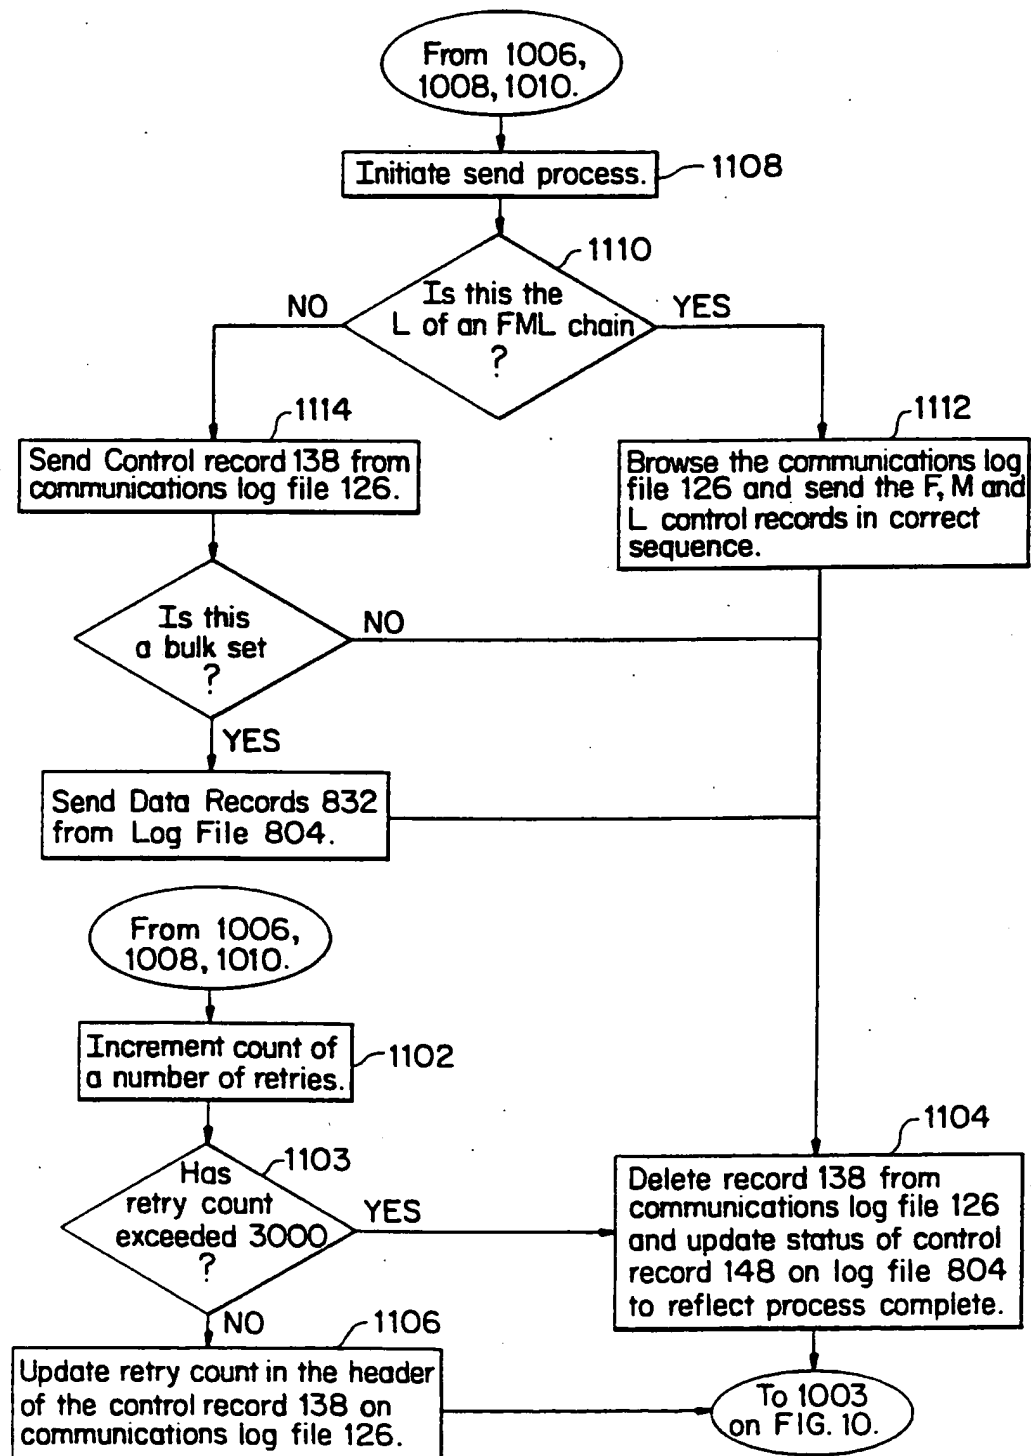 From 1006,
1008, 1010.
Initiate send process.
1108
1110
Is this the
L of an FML chain
?
NO
YES
1114
Send Control record 138 from
communications log file 126.
1112
Browse the communications log
file 126 and send the F, M and
L control records in correct
sequence.
Is this
a bulk set
?
NO
YES
Send Data Records 832
from Log File 804.
From 1006,
1008, 1010.
Increment count of
a number of retries.
1102
1103
Has
retry count
exceeded 3000
?
YES
NO
1104
Delete record 138 from
communications log file 126
and update status of control
record 148 on log file 804
to reflect process complete.
1106
Update retry count in the header
of the control record 138 on
communications log file 126.
To 1003
on FIG. 10.